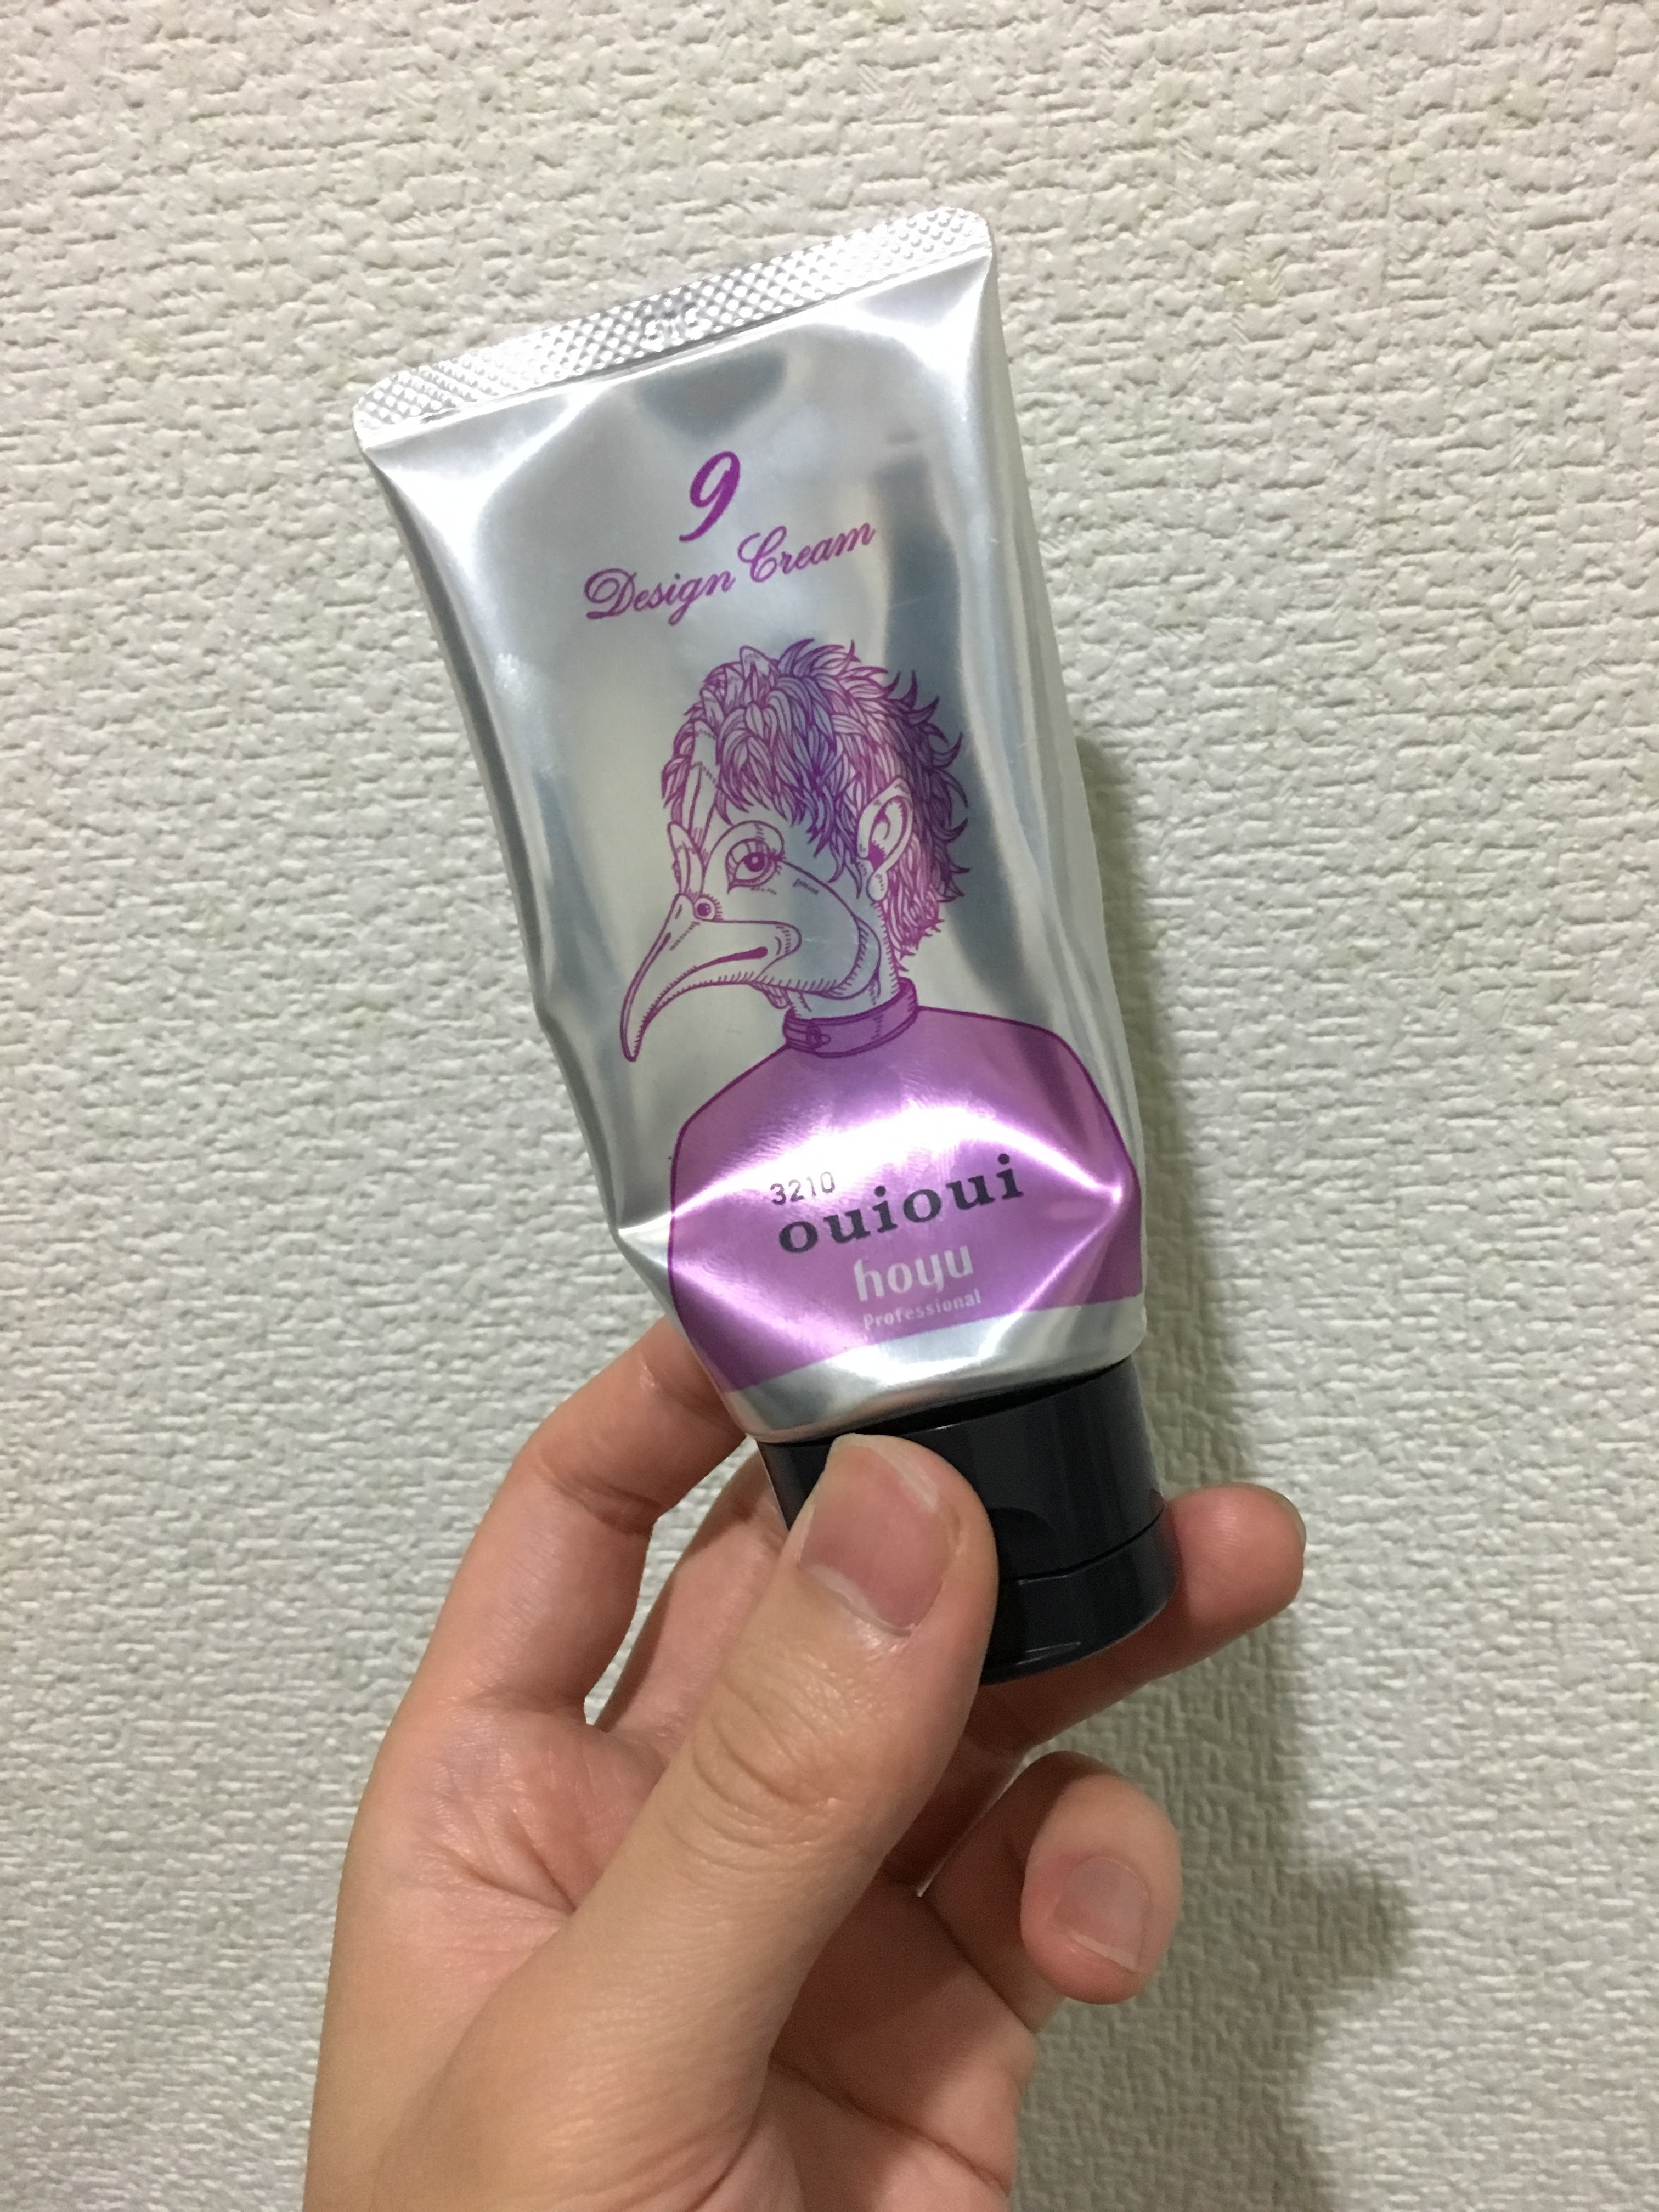 9
Design Cream
3210
ouioui
hoyu
Professional